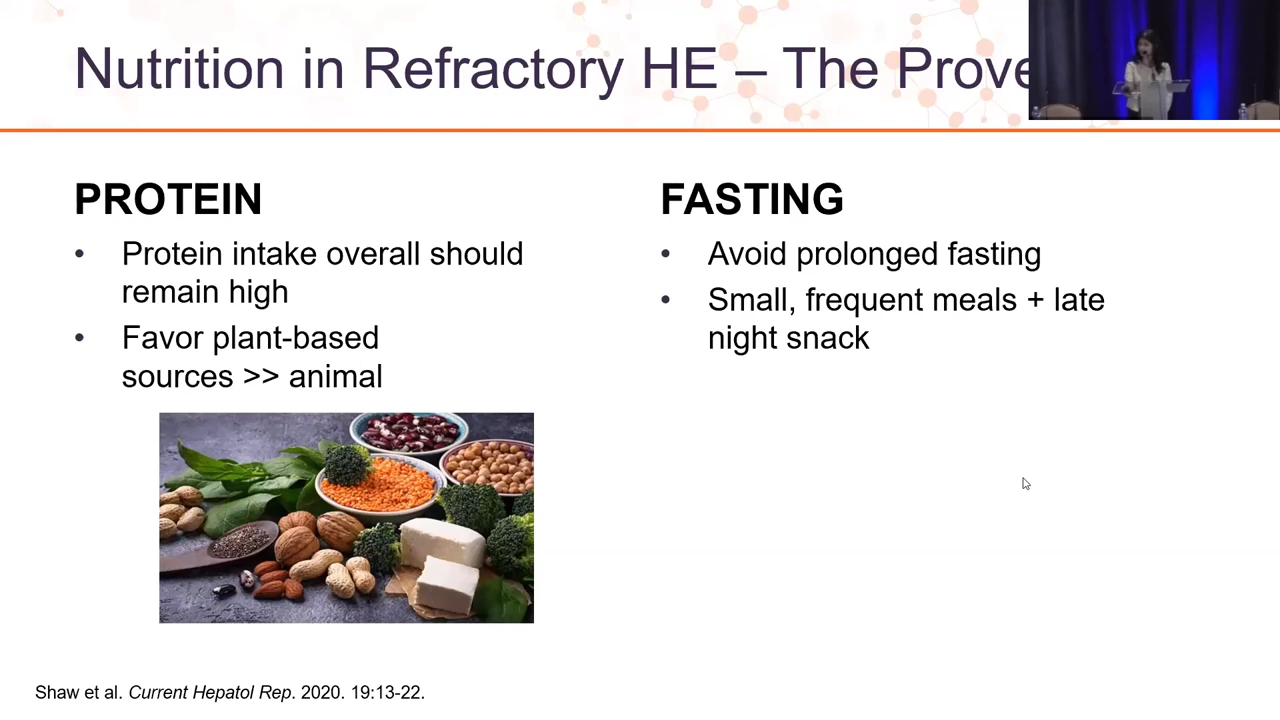 Nutrition in Refractory HE – The Prove
PROTEIN
• Protein intake overall should
remain high
• Favor plant-based
sources >> animal
FASTING
• Avoid prolonged fasting
• Small, frequent meals + late
night snack
Shaw et al. Current Hepatol Rep. 2020. 19:13-22.